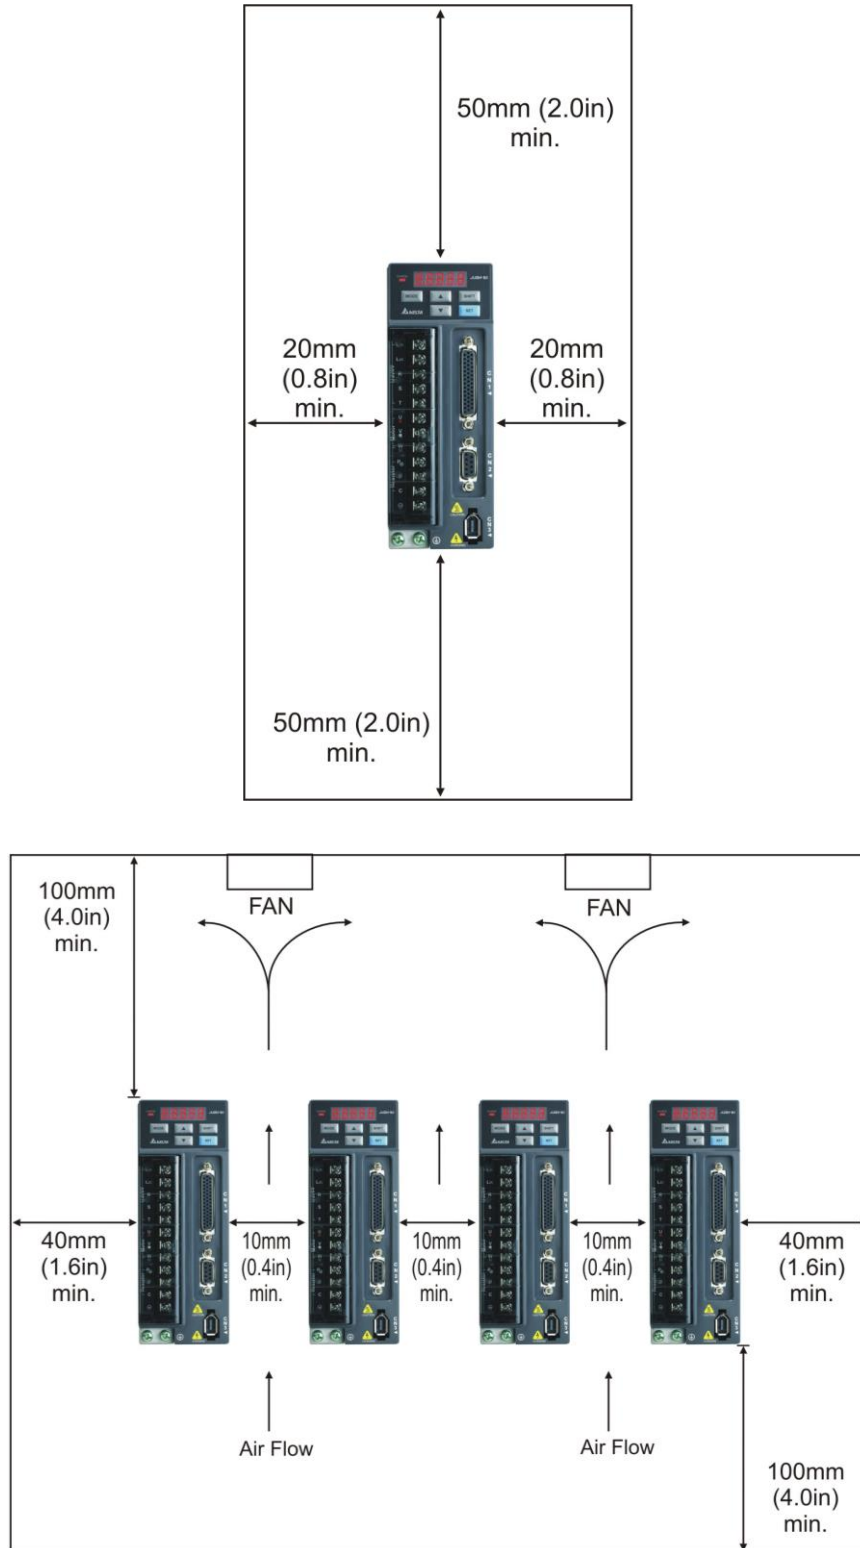 50mm (2.0in)
min.
20mm
(0.8in)
min.
20mm
(0.8in)
min.
50mm (2.0in)
min.
100mm
(4.0in)
min.
FAN
FAN
40mm
(1.6in)
min.
10mm
(0.4in)
min.
10mm
(0.4in)
min.
10mm
(0.4in)
min.
40mm
(1.6in)
min.
Air Flow
Air Flow
100mm
(4.0in)
min.